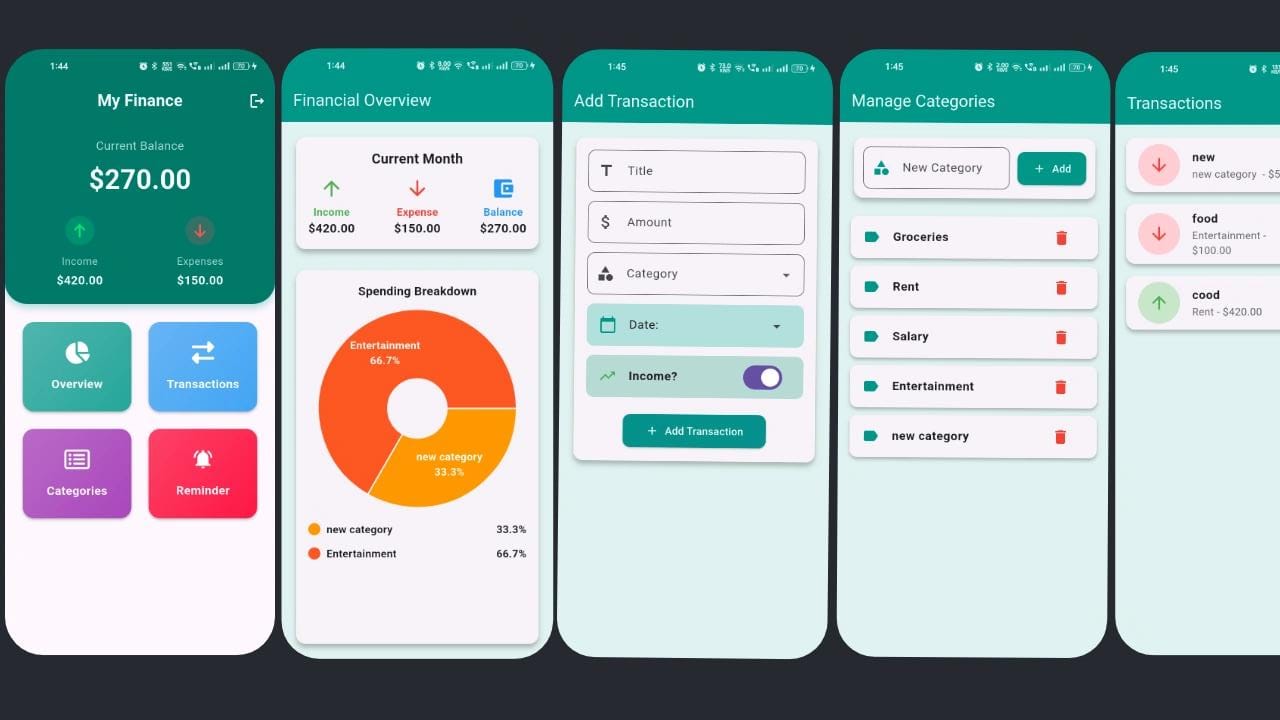 1:44
70
My Finance
Current Balance
$270.00
Income
Expenses
$420.00
$150.00
Overview
Transactions
Categories
Reminder
1:44
70
Financial Overview
Current Month
Income
Expense
Balance
$420.00
$150.00
$270.00
Spending Breakdown
Entertainment
66.7%
new category
33.3%
new category
33.3%
Entertainment
66.7%
1:45
70
Add Transaction
Title
Amount
Category
Date:
Income?
+ Add Transaction
1:45
70
Manage Categories
New Category
+ Add
Groceries
Rent
Salary
Entertainment
new category
1:45
Transactions
new
new category - $5
food
Entertainment -
$100.00
cood
Rent - $420.00